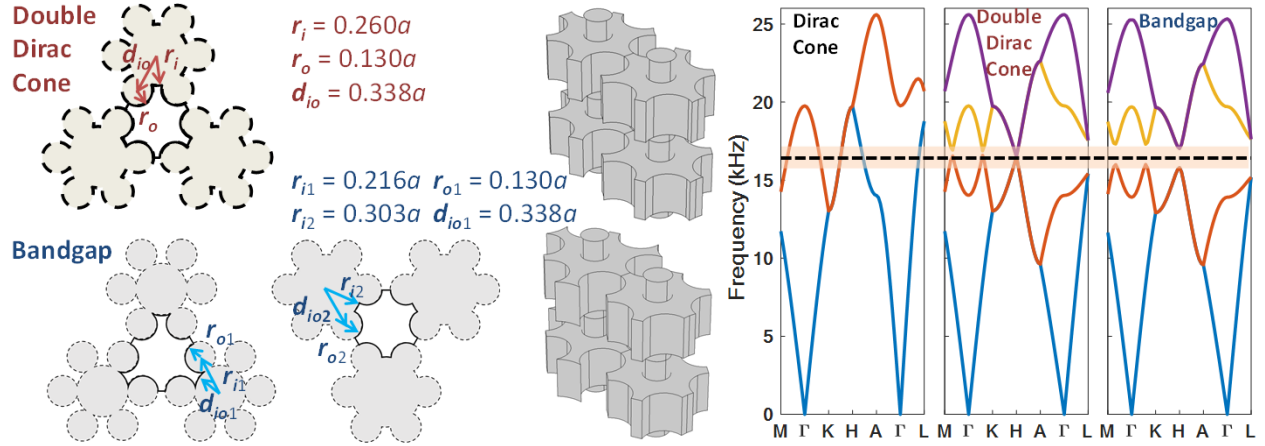 Double
Dirac
Cone
d_io r_i
r_o
r_i = 0.260a
r_o = 0.130a
d_io = 0.338a
r_i1 = 0.216a r_o1 = 0.130a
r_i2 = 0.303a d_io1 = 0.338a
Bandgap
r_o1
r_i1
d_io1
r_i2
d_io2
r_o2
Frequency (kHz)
25
20
15
10
5
0
Dirac
Cone
M Γ K H A Γ L
Double
Dirac
Cone
M Γ K H A Γ L
Bandgap
M Γ K H A Γ L